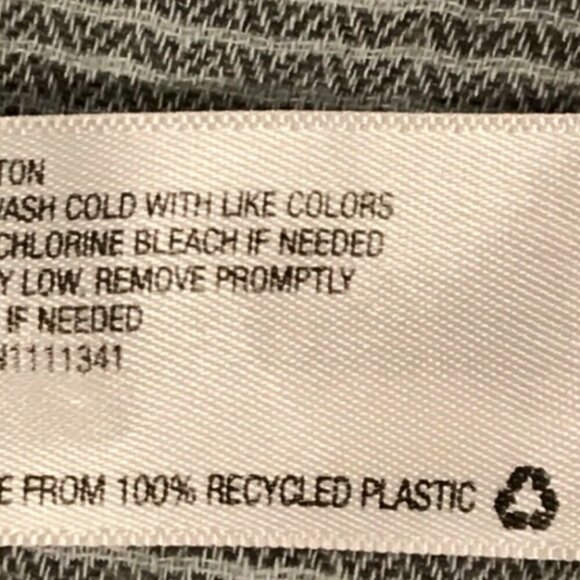 TON
WASH COLD WITH LIKE COLORS
CHLORINE BLEACH IF NEEDED
Y LOW. REMOVE PROMPTLY
IF NEEDED
N1111341
E FROM 100% RECYCLED PLASTIC